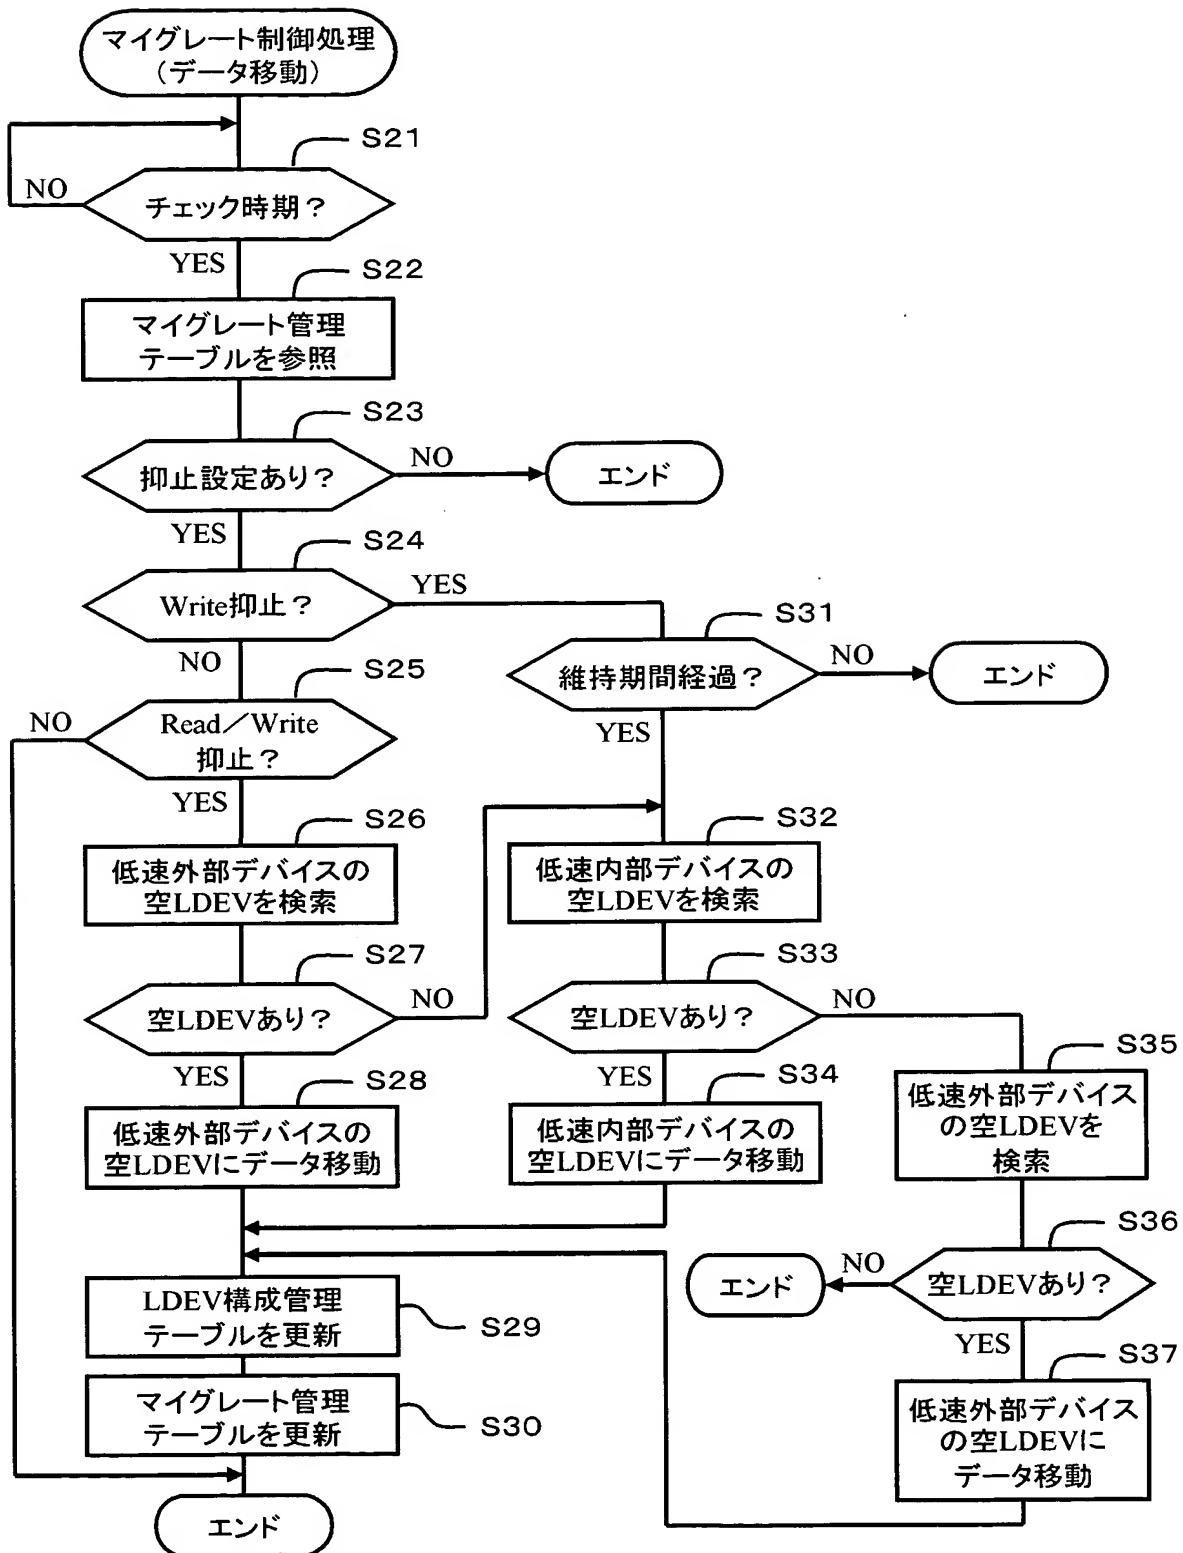 マイグレート制御処理
(データ移動)
S21
NO
チェック時期?
YES
S22
マイグレート管理
テーブルを参照
S23
抑止設定あり?
NO
エンド
YES
S24
Write抑止?
YES
NO
S31
維持期間経過?
NO
エンド
YES
S25
NO
Read/Write
抑止?
YES
S26
低速外部デバイスの
空LDEVを検索
S32
低速内部デバイスの
空LDEVを検索
S27
空LDEVあり?
NO
YES
S33
空LDEVあり?
NO
YES
S28
低速外部デバイスの
空LDEVにデータ移動
S34
低速内部デバイスの
空LDEVにデータ移動
S35
低速外部デバイス
の空LDEVを
検索
S36
空LDEVあり?
NO
エンド
YES
S37
低速外部デバイス
の空LDEVに
データ移動
LDEV構成管理
テーブルを更新
S29
マイグレート管理
テーブルを更新
S30
エンド